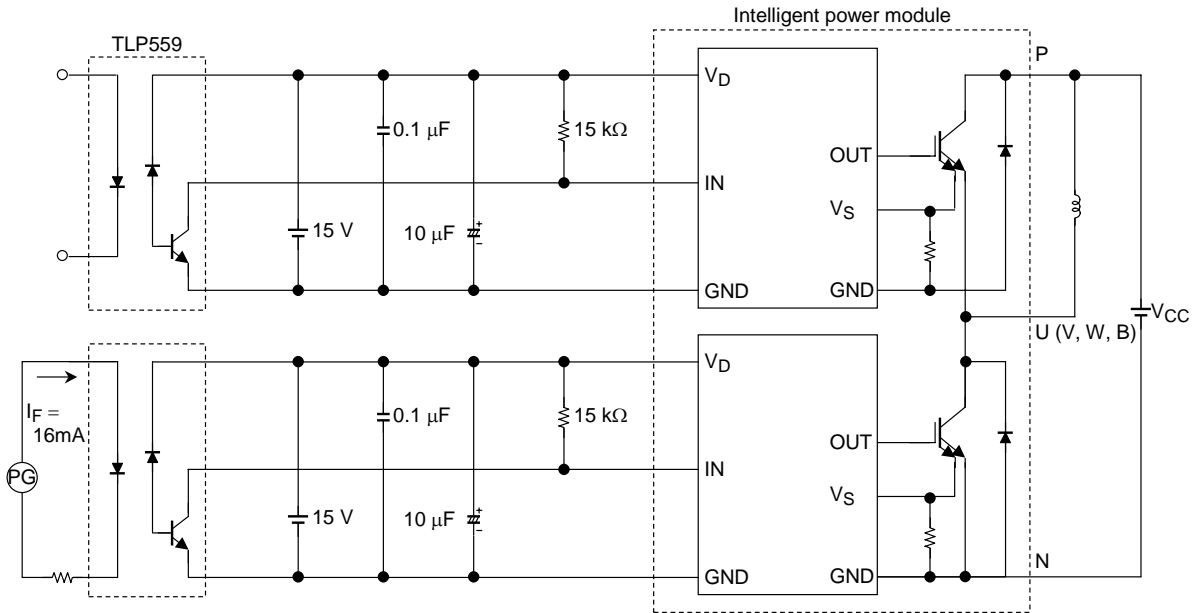 Intelligent power module
TLP559
P
V_D
0.1 μF
15 kΩ
OUT
IN
V_S
15 V
10 μF
+
−
GND
GND
V_CC
U (V, W, B)
V_D
I_F =
16mA
0.1 μF
15 kΩ
OUT
IN
PG
V_S
15 V
10 μF
+
−
N
GND
GND